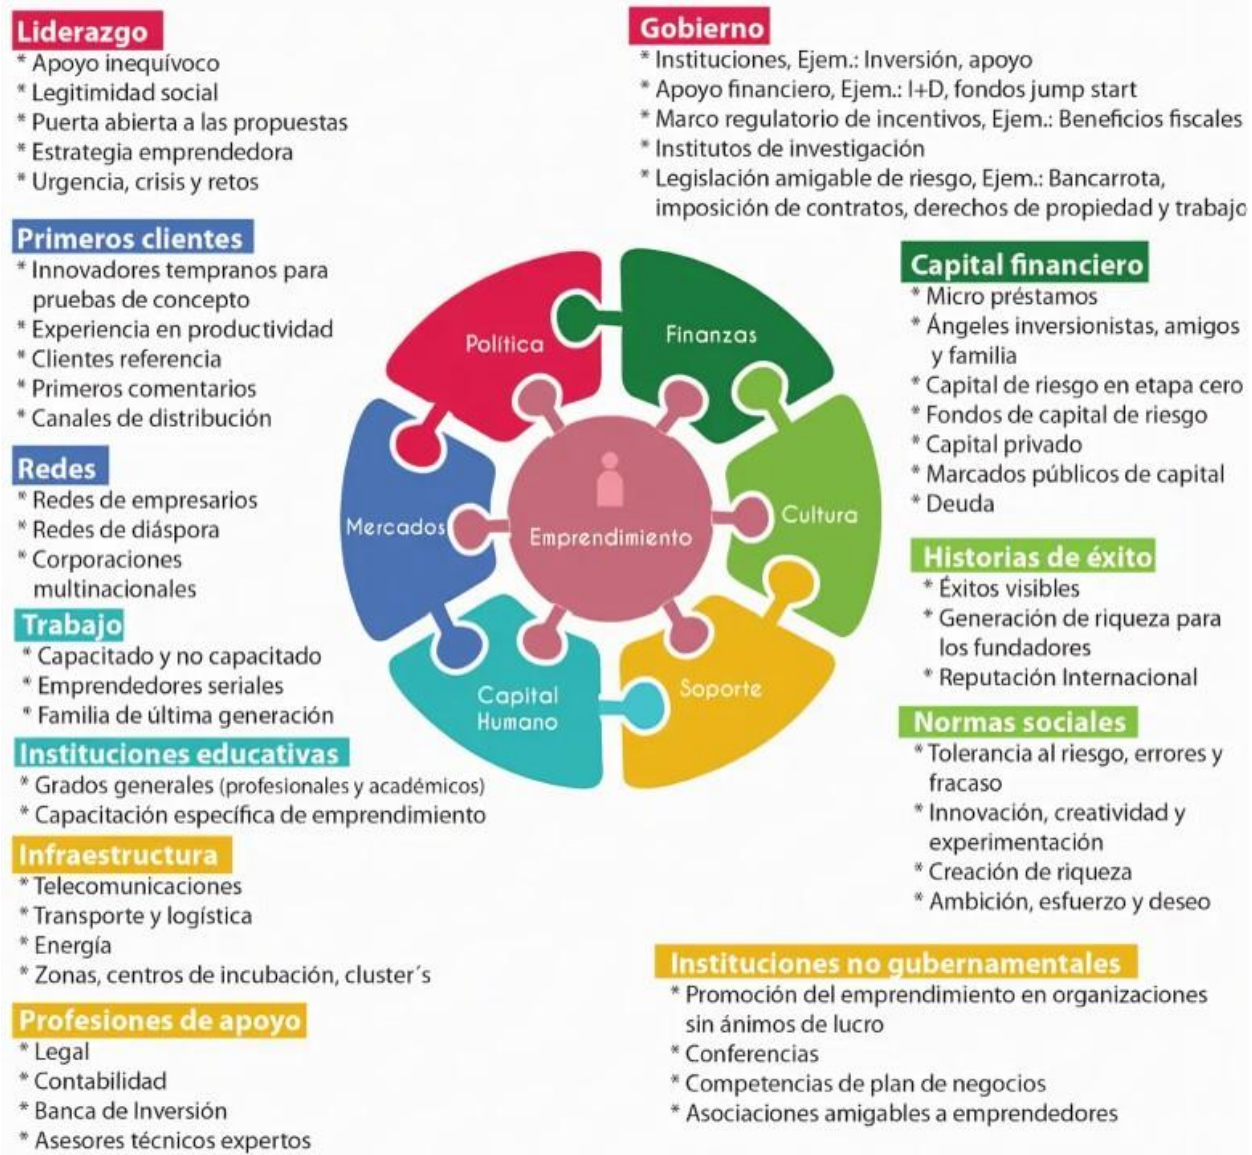 Liderazgo
* Apoyo inequívoco
* Legitimidad social
* Puerta abierta a las propuestas
* Estrategia emprendedora
* Urgencia, crisis y retos
Gobierno
* Instituciones, Ejem.: Inversión, apoyo
* Apoyo financiero, Ejem.: I+D, fondos jump start
* Marco regulatorio de incentivos, Ejem.: Beneficios fiscales
* Institutos de investigación
* Legislación amigable de riesgo, Ejem.: Bancarrota,
imposición de contratos, derechos de propiedad y trabajo
Primeros clientes
* Innovadores tempranos para
pruebas de concepto
* Experiencia en productividad
* Clientes referencia
* Primeros comentarios
* Canales de distribución
Redes
* Redes de empresarios
* Redes de diáspora
* Corporaciones
multinacionales
Trabajo
* Capacitado y no capacitado
* Emprendedores seriales
* Familia de última generación
Instituciones educativas
* Grados generales (profesionales y académicos)
* Capacitación específica de emprendimiento
Infraestructura
* Telecomunicaciones
* Transporte y logística
* Energía
* Zonas, centros de incubación, cluster´s
Profesiones de apoyo
* Legal
* Contabilidad
* Banca de Inversión
* Asesores técnicos expertos
Política
Finanzas
Mercados
Emprendimiento
Cultura
Capital
Humano
Soporte
Capital financiero
* Micro préstamos
* Ángeles inversionistas, amigos
y familia
* Capital de riesgo en etapa cero
* Fondos de capital de riesgo
* Capital privado
* Marcados públicos de capital
* Deuda
Historias de éxito
* Éxitos visibles
* Generación de riqueza para
los fundadores
* Reputación Internacional
Normas sociales
* Tolerancia al riesgo, errores y
fracaso
* Innovación, creatividad y
experimentación
* Creación de riqueza
* Ambición, esfuerzo y deseo
Instituciones no gubernamentales
* Promoción del emprendimiento en organizaciones
sin ánimos de lucro
* Conferencias
* Competencias de plan de negocios
* Asociaciones amigables a emprendedores